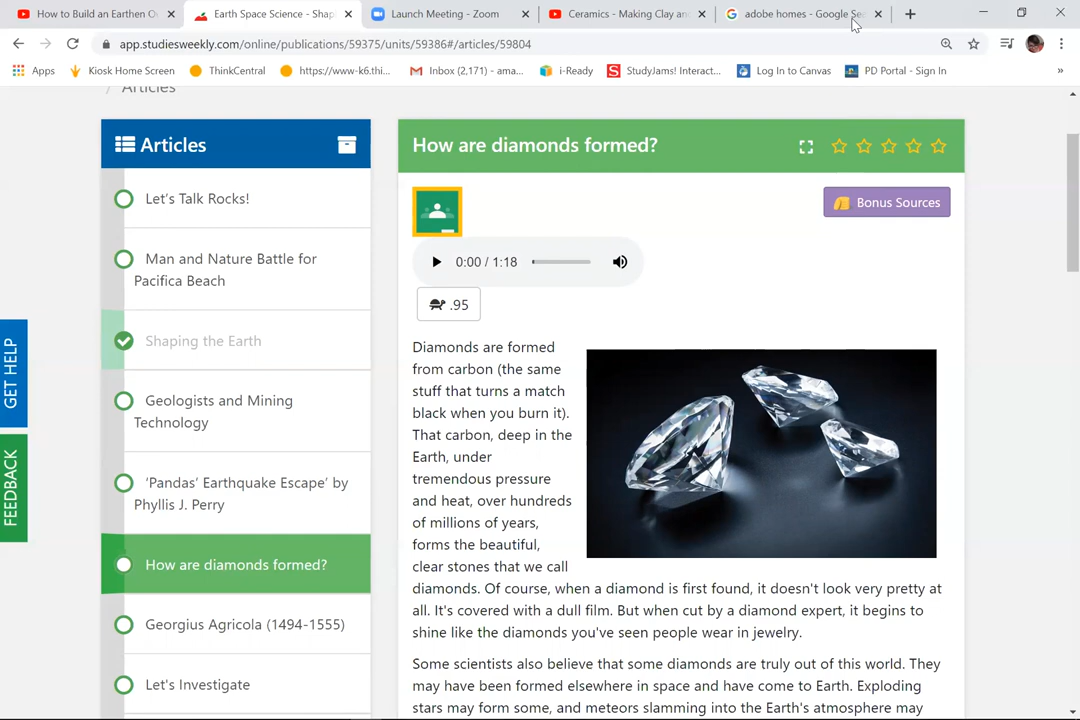 How to Build an Earthen O
Earth Space Science - Shap
Launch Meeting - Zoom
Ceramics - Making Clay an
adobe homes - Google Se
app.studiesweekly.com/online/publications/59375/units/59386#/articles/59804
Apps
Kiosk Home Screen
ThinkCentral
https://www-k6.thi...
Inbox (2,171) - ama...
i-Ready
StudyJams! Interact...
Log In to Canvas
PD Portal - Sign In
»
/ Articles
Articles
Let's Talk Rocks!
Man and Nature Battle for
Pacifica Beach
Shaping the Earth
Geologists and Mining
Technology
'Pandas' Earthquake Escape' by
Phyllis J. Perry
How are diamonds formed?
Georgius Agricola (1494-1555)
Let's Investigate
GET HELP
FEEDBACK
How are diamonds formed?
Bonus Sources
0:00 / 1:18
.95
Diamonds are formed
from carbon (the same
stuff that turns a match
black when you burn it).
That carbon, deep in the
Earth, under
tremendous pressure
and heat, over hundreds
of millions of years,
forms the beautiful,
clear stones that we call
diamonds. Of course, when a diamond is first found, it doesn't look very pretty at
all. It's covered with a dull film. But when cut by a diamond expert, it begins to
shine like the diamonds you've seen people wear in jewelry.
Some scientists also believe that some diamonds are truly out of this world. They
may have been formed elsewhere in space and have come to Earth. Exploding
stars may form some, and meteors slamming into the Earth's atmosphere may